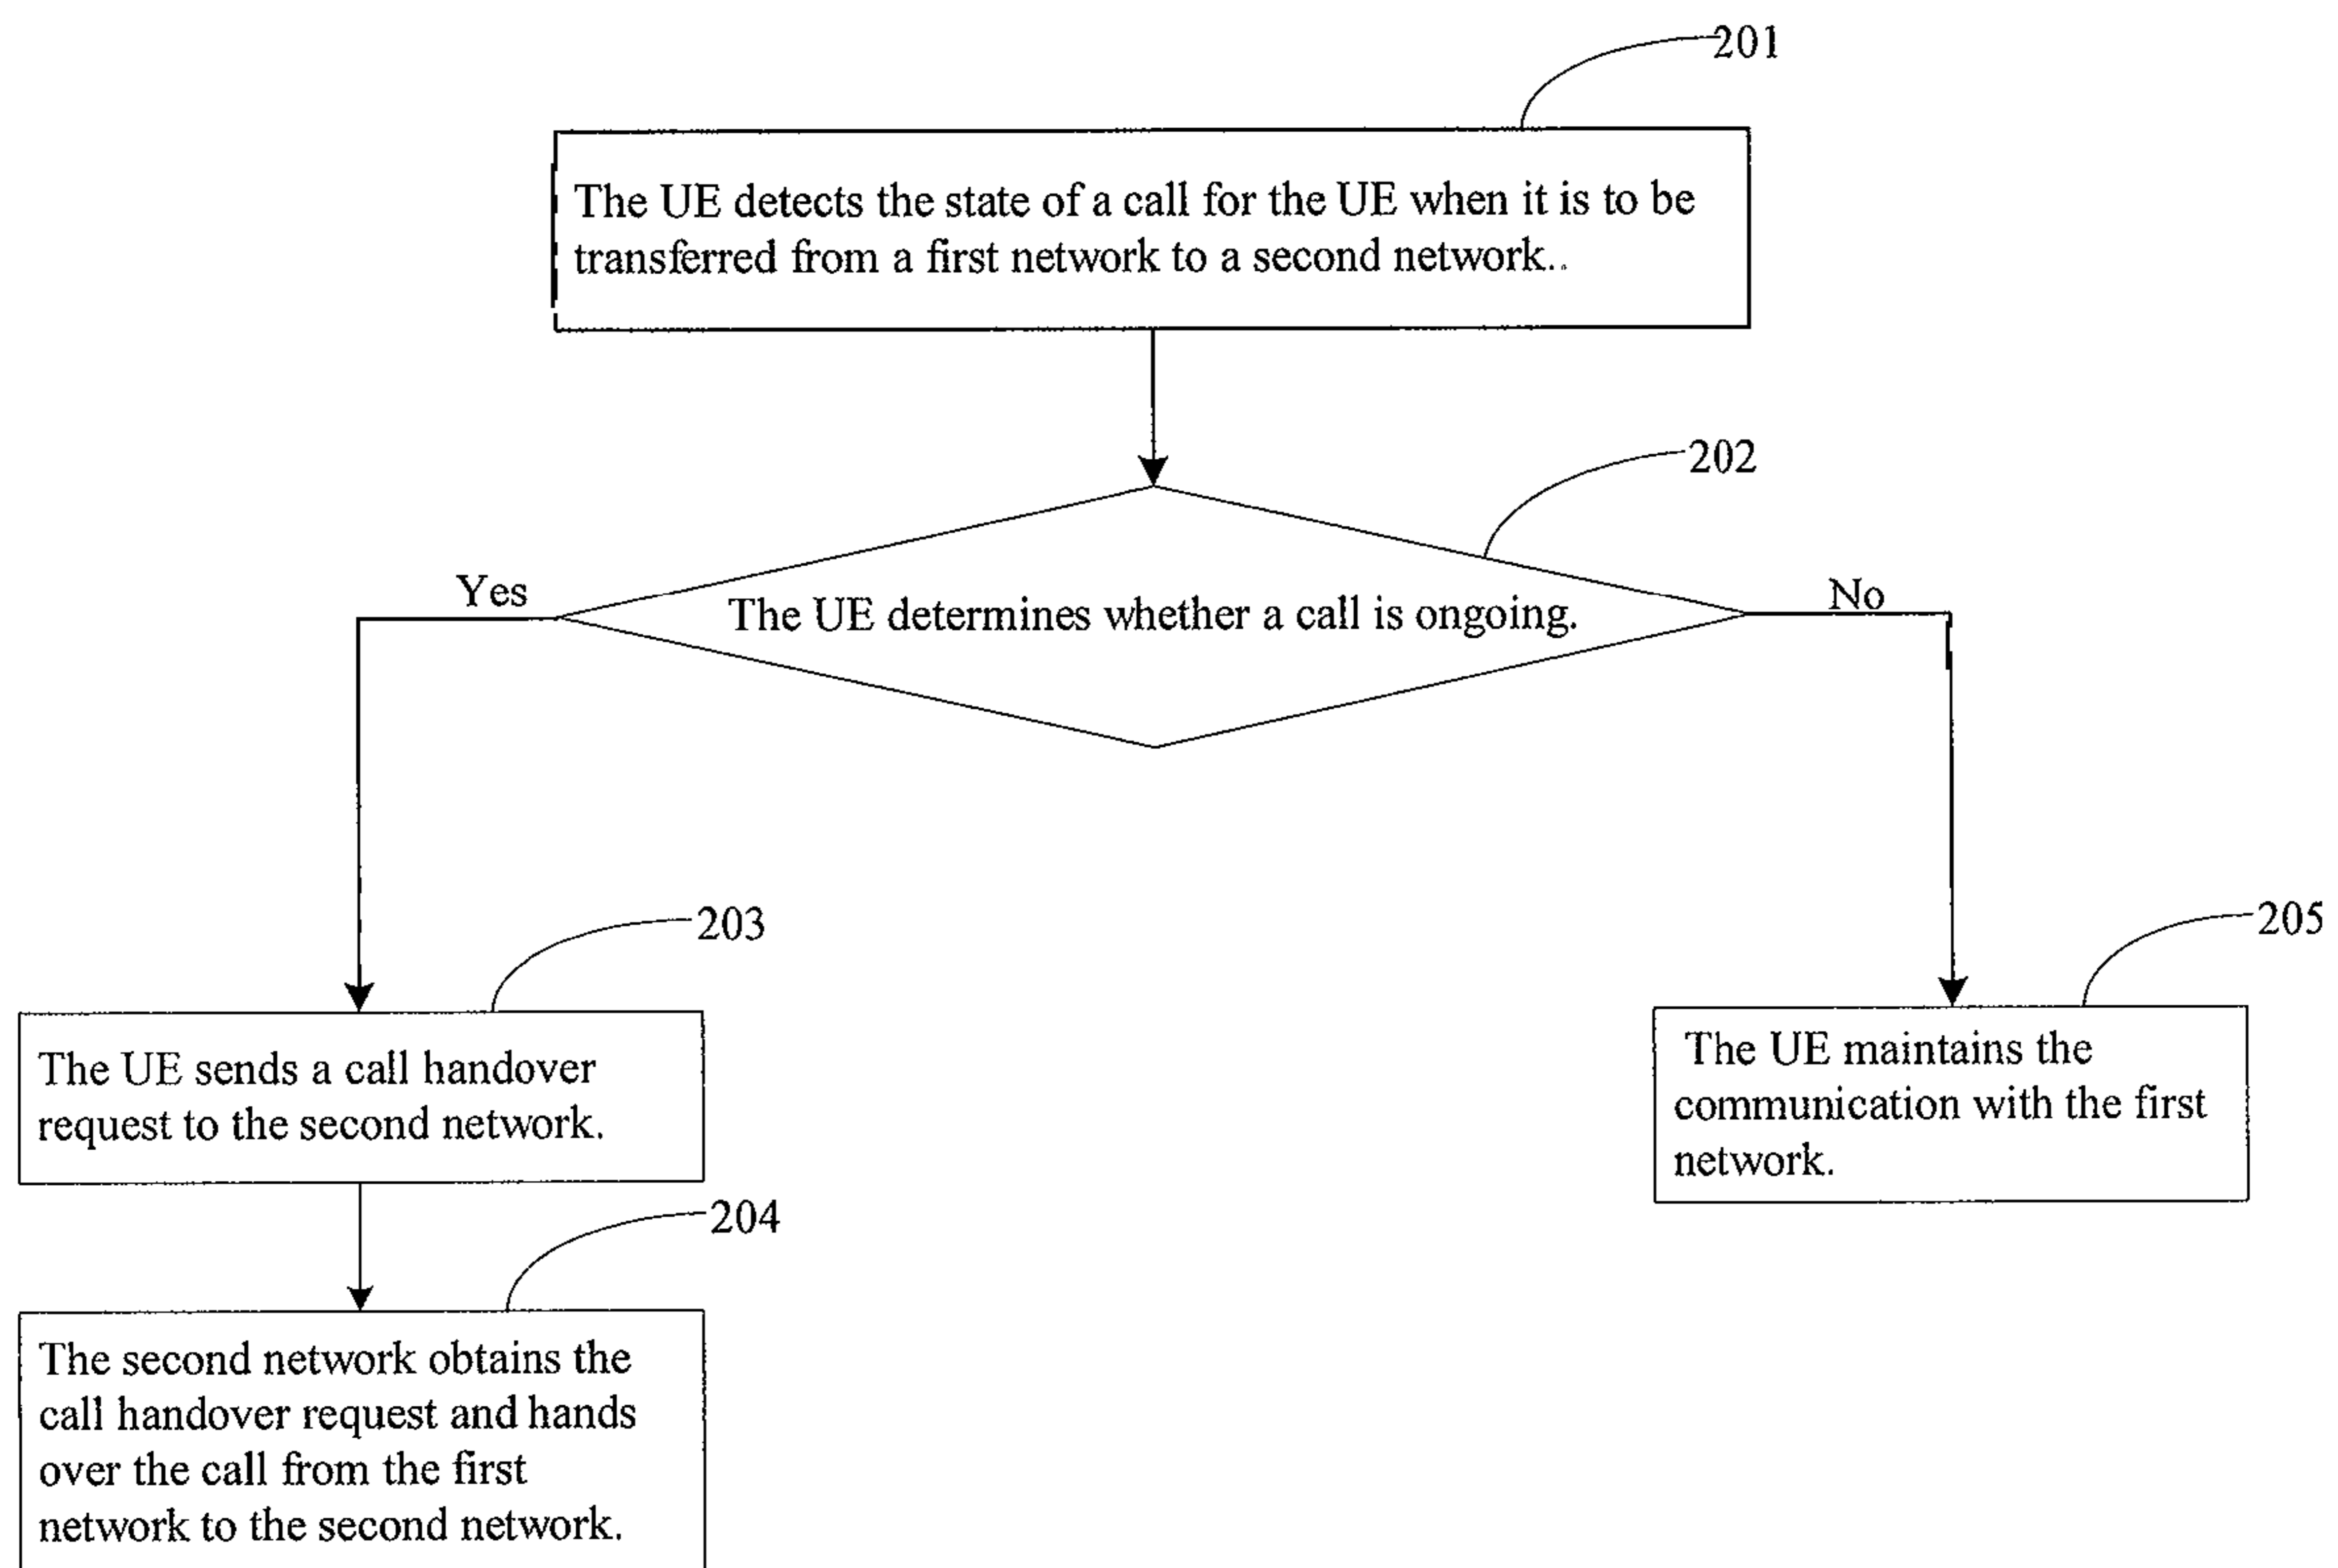 201
The UE detects the state of a call for the UE when it is to be
transferred from a first network to a second network..
202
Yes
No
The UE determines whether a call is ongoing.
203
The UE sends a call handover
request to the second network.
205
The UE maintains the
communication with the first
network.
204
The second network obtains the
call handover request and hands
over the call from the first
network to the second network.